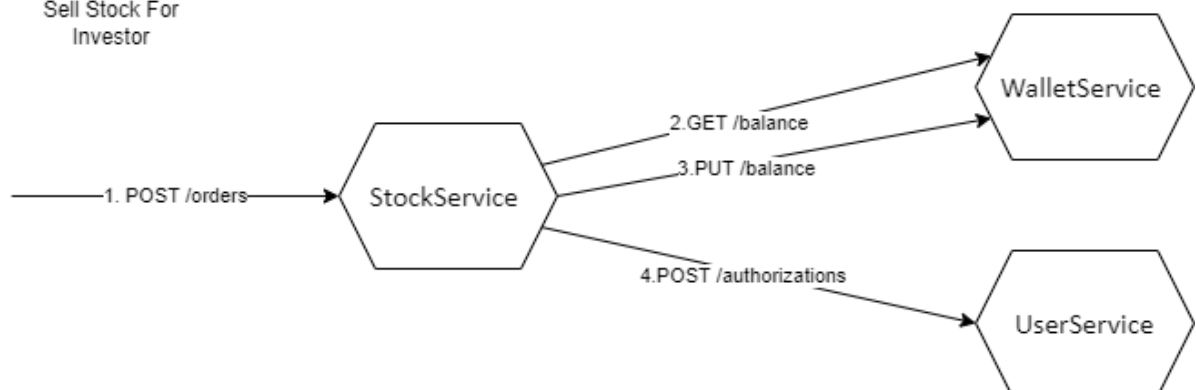 Sell Stock For
Investor
WalletService
2.GET /balance
3.PUT /balance
1. POST /orders
StockService
4.POST /authorizations
UserService